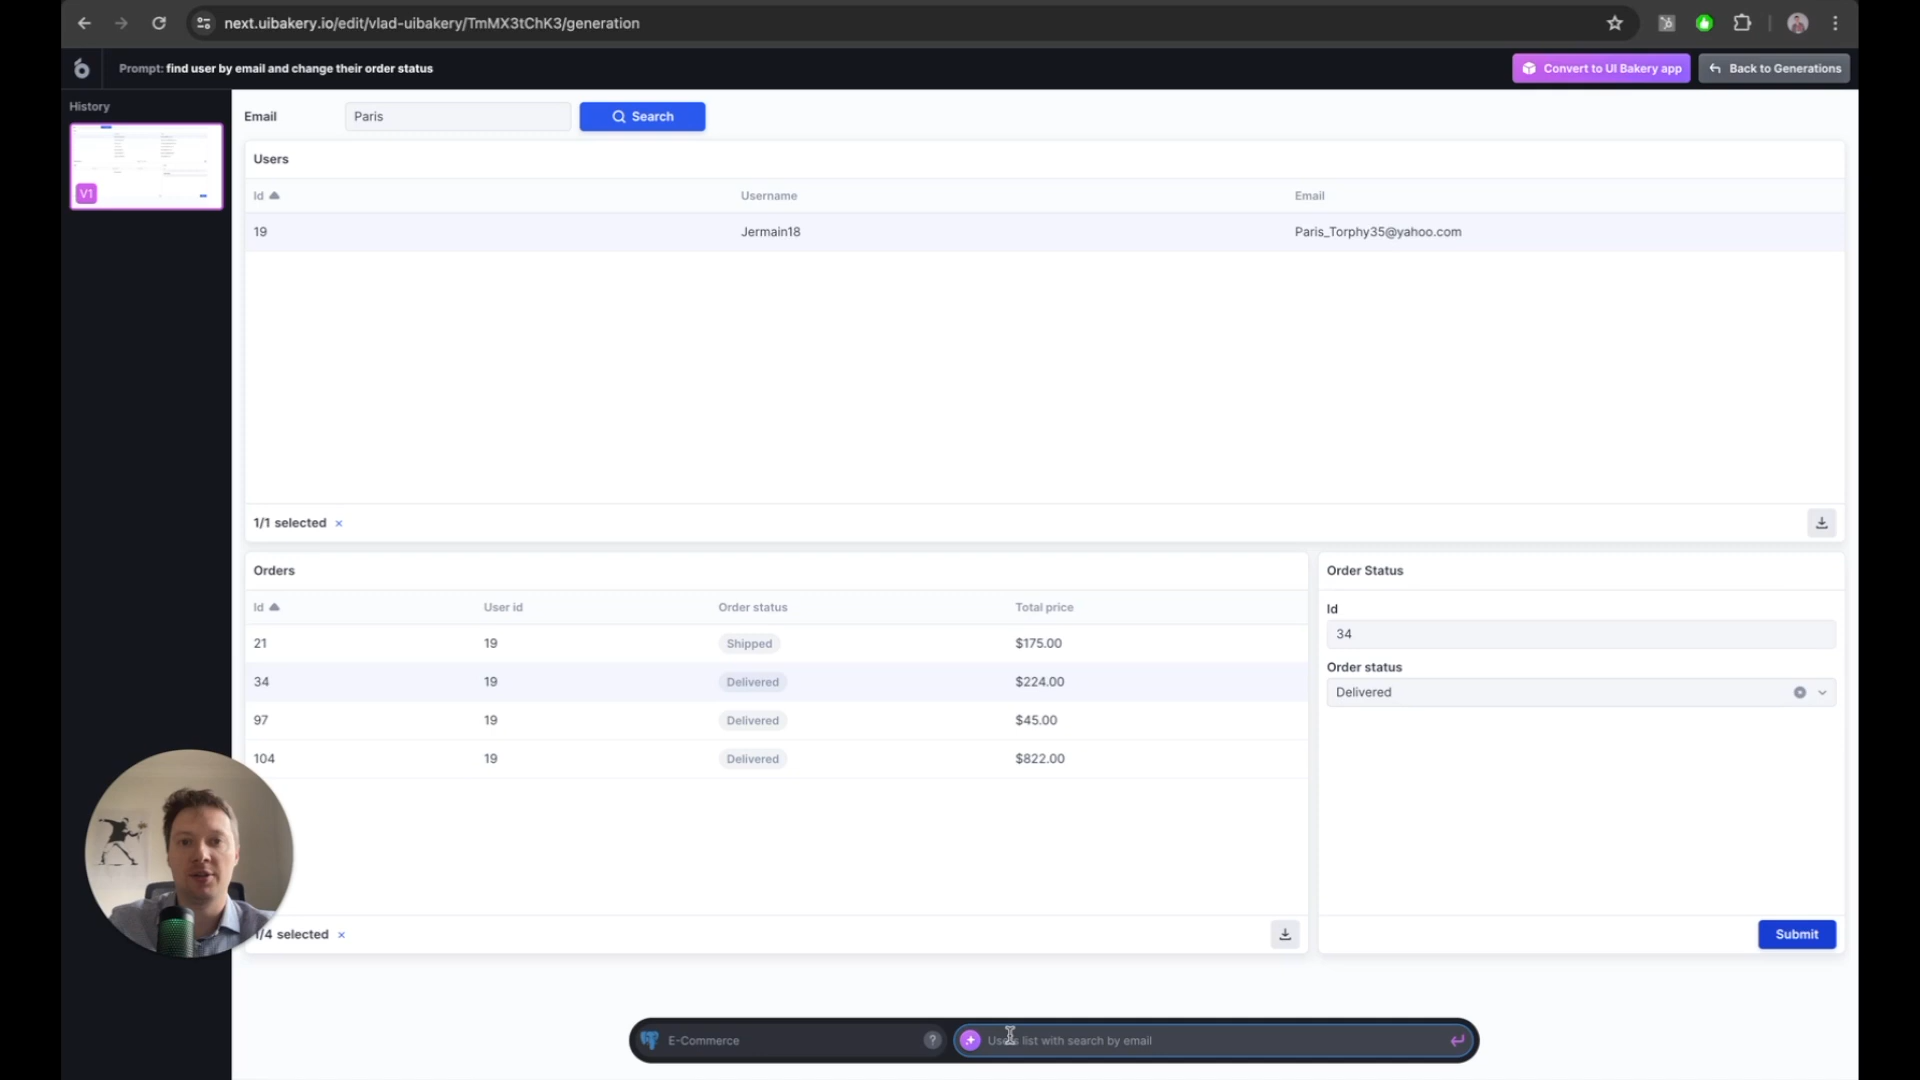 next.uibakery.io/edit/vlad-uibakery/TmMX3tChK3/generation
Prompt: find user by email and change their order status
Convert to UI Bakery app
Back to Generations
History
V1
Email
Paris
Search
Users
Id
Username
Email
19
Jermain18
Paris_Torphy35@yahoo.com
1/1 selected ×
Orders
Id
User id
Order status
Total price
21
19
Shipped
$175.00
34
19
Delivered
$224.00
97
19
Delivered
$45.00
104
19
Delivered
$822.00
1/4 selected ×
Order Status
Id
34
Order status
Delivered
Submit
E-Commerce
?
Users list with search by email